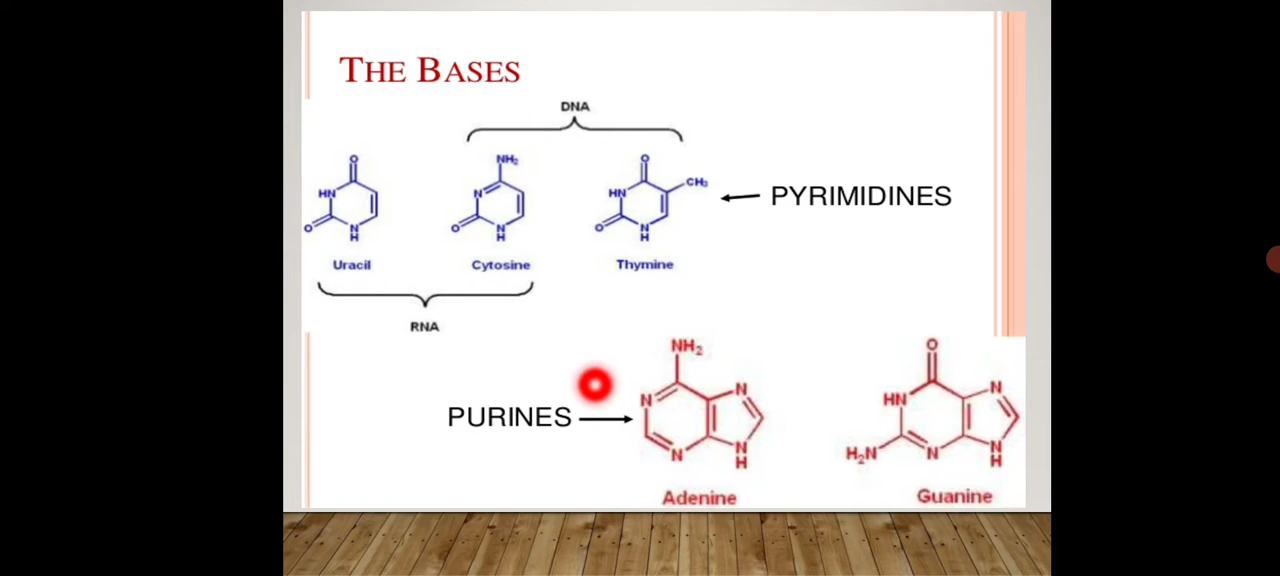 THE BASES
DNA
O
NH₂
O
HN
N
HN
CH₃
PYRIMIDINES
O
N
H
O
N
H
O
N
H
Uracil
Cytosine
Thymine
RNA
NH₂
O
N
N
HN
N
PURINES
N
N
H
H₂N
N
N
H
Adenine
Guanine